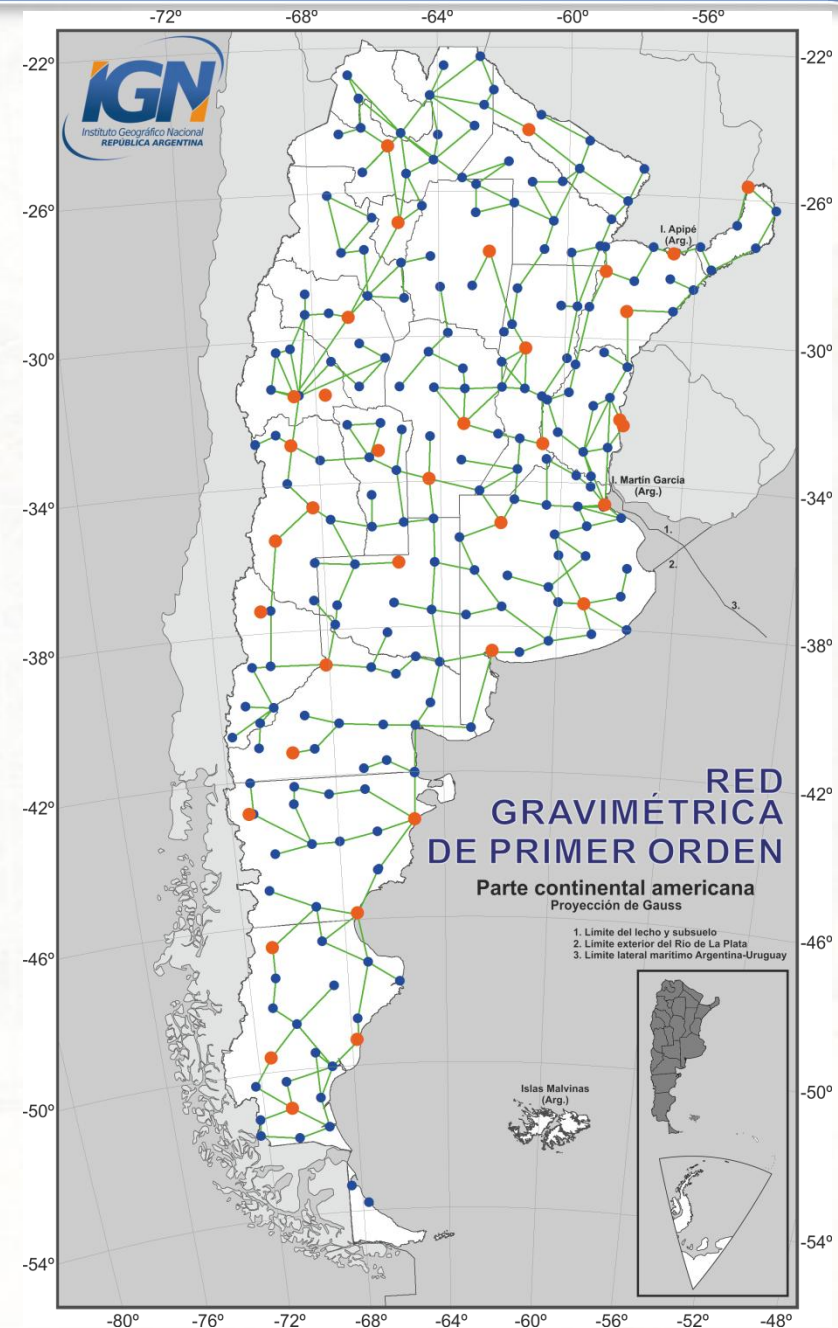 -72º -68º -64º -60º -56º
-22º -22º
IGN
Instituto Geográfico Nacional
REPÚBLICA ARGENTINA
-26º -26º
I. Apipé
(Arg.)
-30º -30º
-34º -34º
I. Martín García
(Arg.)
1.
2.
3.
-38º -38º
-42º -42º
RED
GRAVIMÉTRICA
DE PRIMER ORDEN
Parte continental americana
Proyección de Gauss
1. Límite del lecho y subsuelo
2. Límite exterior del Río de La Plata
3. Límite lateral marítimo Argentina-Uruguay
-46º -46º
-50º -50º
Islas Malvinas
(Arg.)
-54º -54º
-80º -76º -72º -68º -64º -60º -56º -52º -48º